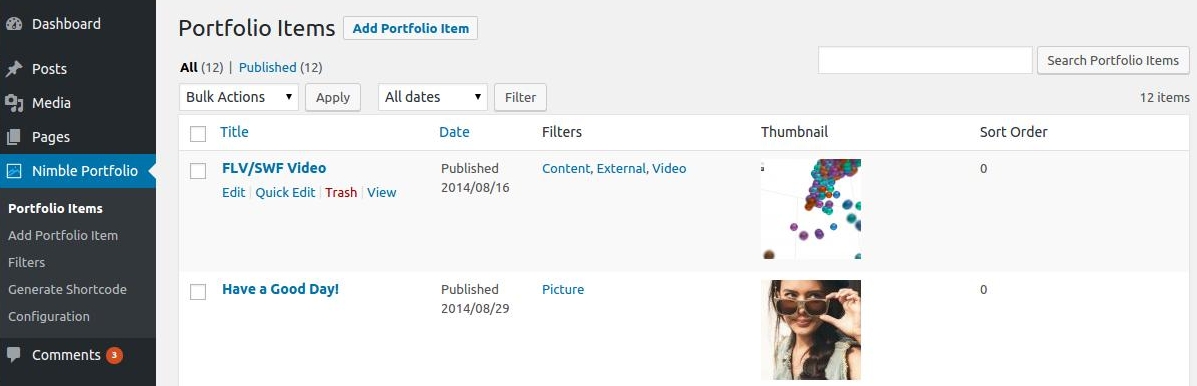 Dashboard
Posts
Media
Pages
Nimble Portfolio
Portfolio Items
Add Portfolio Item
Filters
Generate Shortcode
Configuration
Comments 3
Portfolio Items Add Portfolio Item
All (12) | Published (12)
Search Portfolio Items
Bulk Actions Apply All dates Filter
12 items
Title Date Filters Thumbnail Sort Order
FLV/SWF Video Published Content, External, Video 0
2014/08/16
Edit | Quick Edit | Trash | View
Have a Good Day! Published Picture 0
2014/08/29